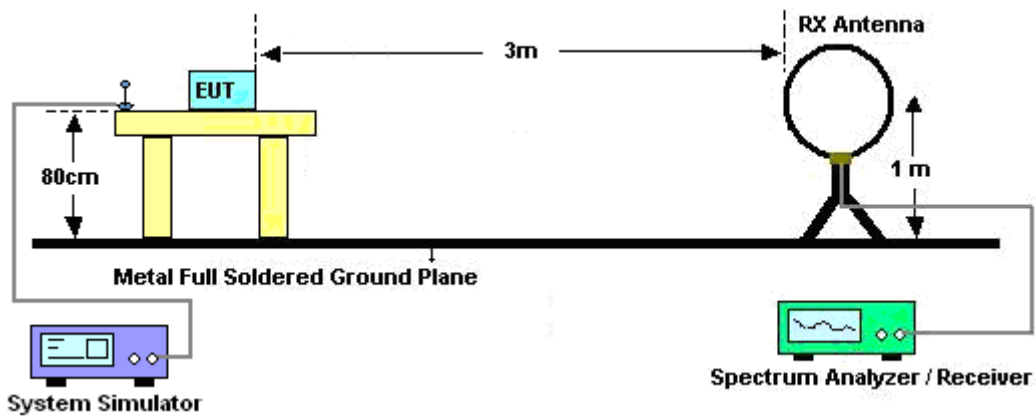 RX Antenna
3m
EUT
80cm
1 m
Metal Full Soldered Ground Plane
System Simulator
Spectrum Analyzer / Receiver